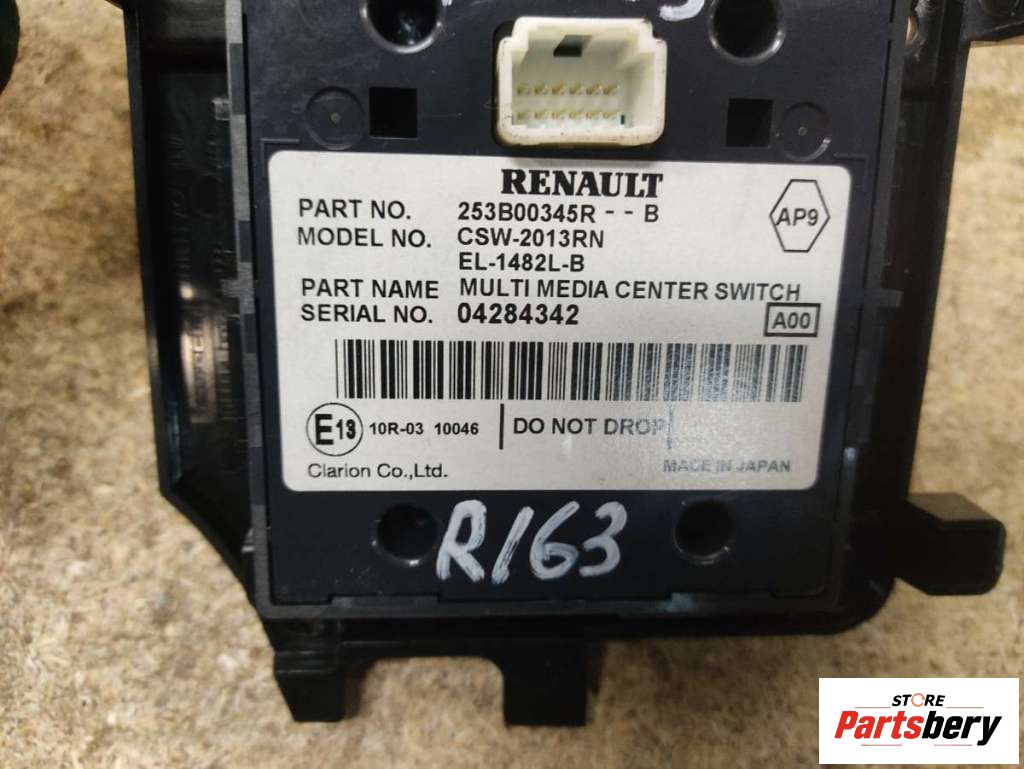 RENAULT
PART NO. 253B00345R - - B
MODEL NO. CSW-2013RN
EL-1482L-B
AP9
PART NAME MULTI MEDIA CENTER SWITCH
SERIAL NO. 04284342
A00
E13 10R-03 10046 DO NOT DROP
Clarion Co.,Ltd. MADE IN JAPAN
R163
STORE
Partsbery